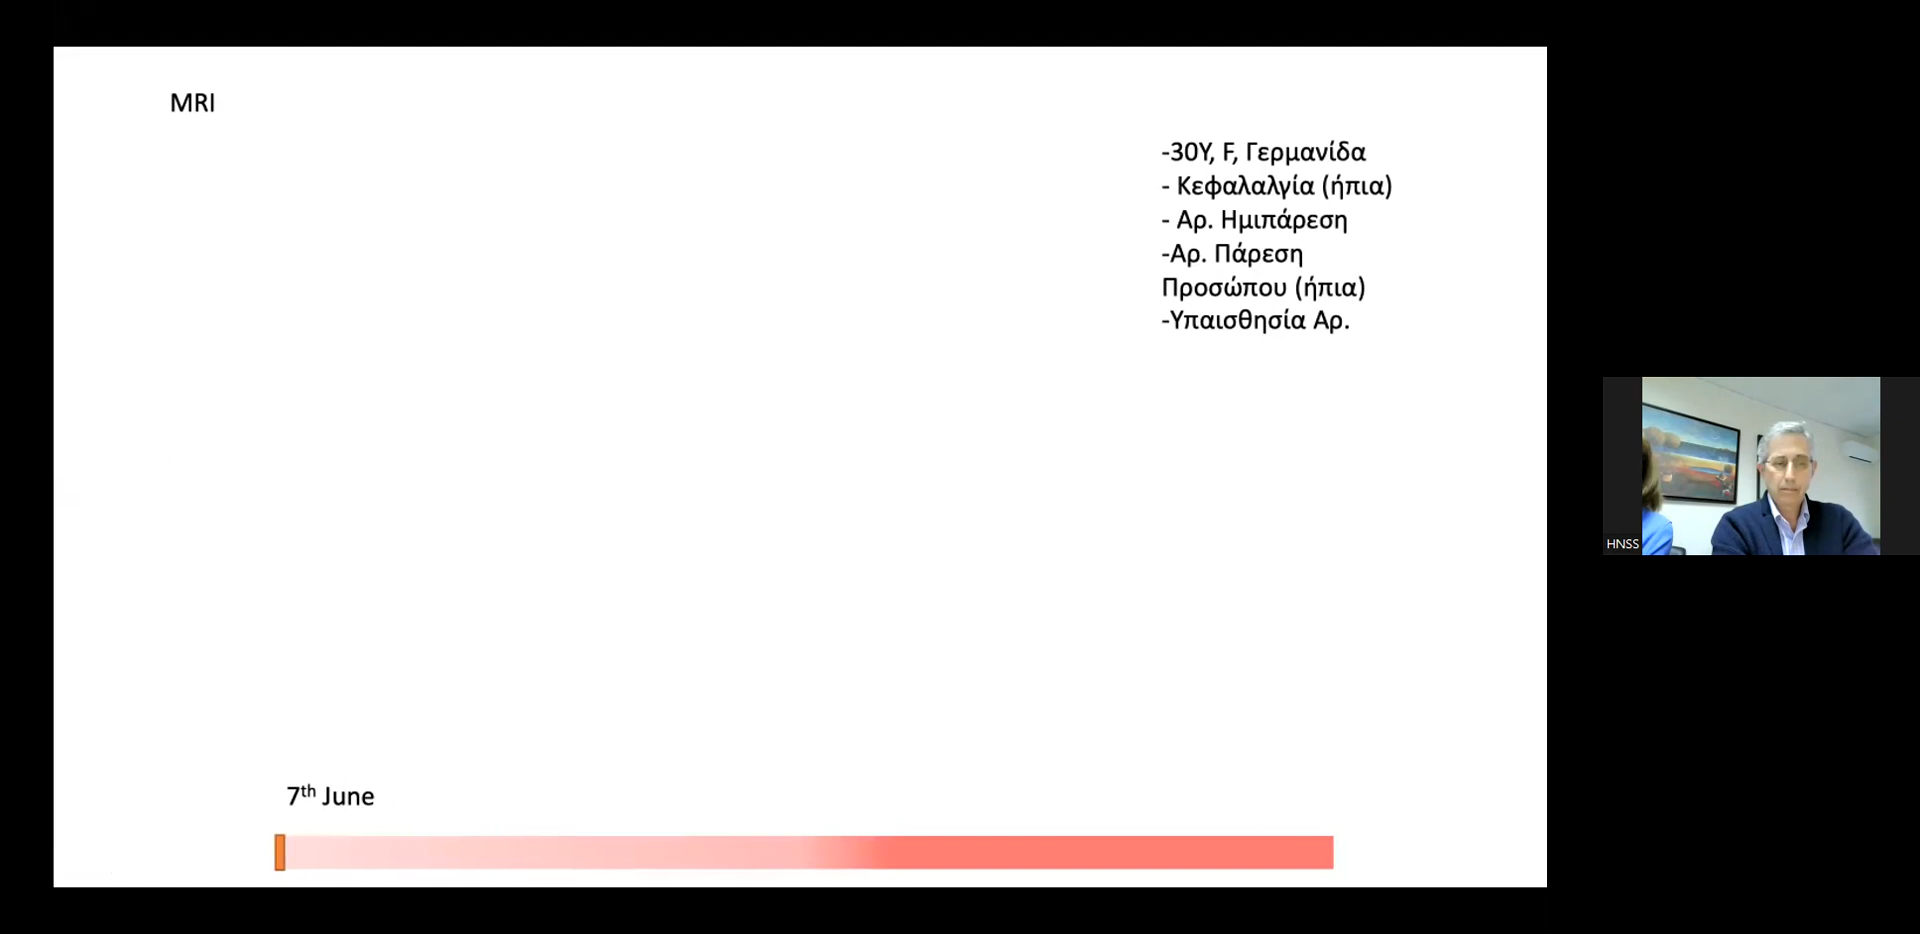 MRI
-30Y, F, Γερμανίδα
- Κεφαλαλγία (ήπια)
- Αρ. Ημιπάρεση
-Αρ. Πάρεση
Προσώπου (ήπια)
-Υπαισθησία Αρ.
HNSS
7th June